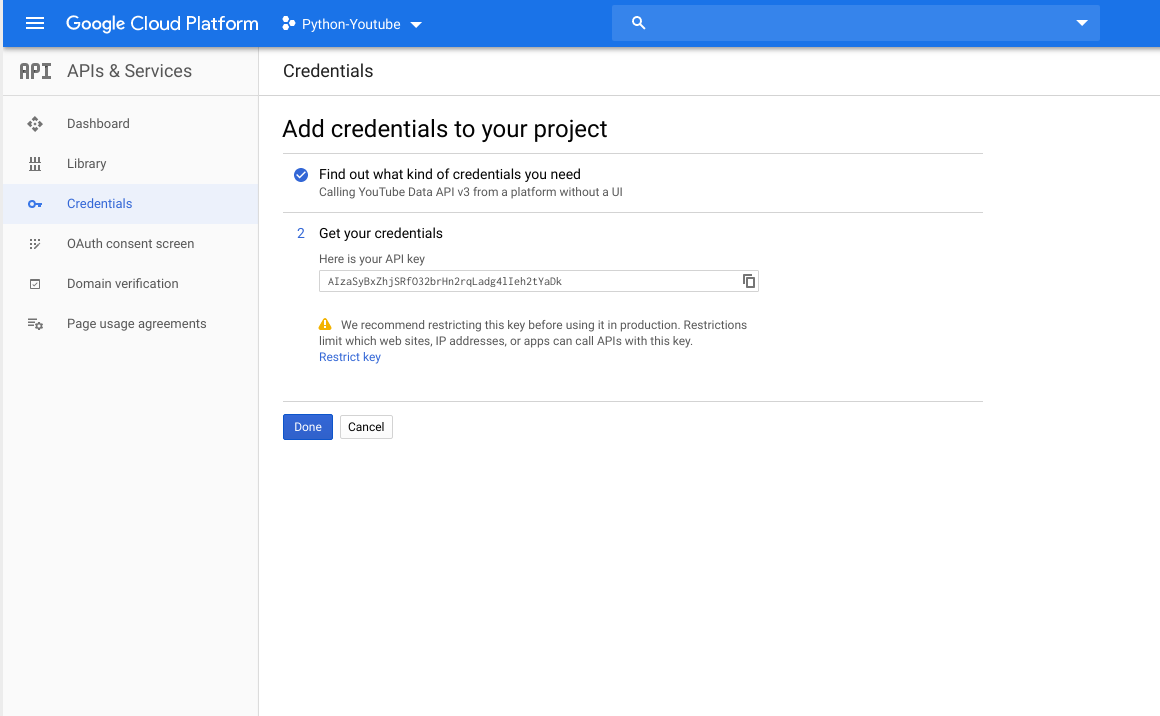 Google Cloud Platform
Python-Youtube
API APIs & Services
Credentials
Dashboard
Library
Credentials
OAuth consent screen
Domain verification
Page usage agreements
Add credentials to your project
Find out what kind of credentials you need
Calling YouTube Data API v3 from a platform without a UI
2 Get your credentials
Here is your API key
AIzaSyBxZhjSRfO32brHn2rqLadg4lIeh2tYaDk
We recommend restricting this key before using it in production. Restrictions
limit which web sites, IP addresses, or apps can call APIs with this key.
Restrict key
Done
Cancel